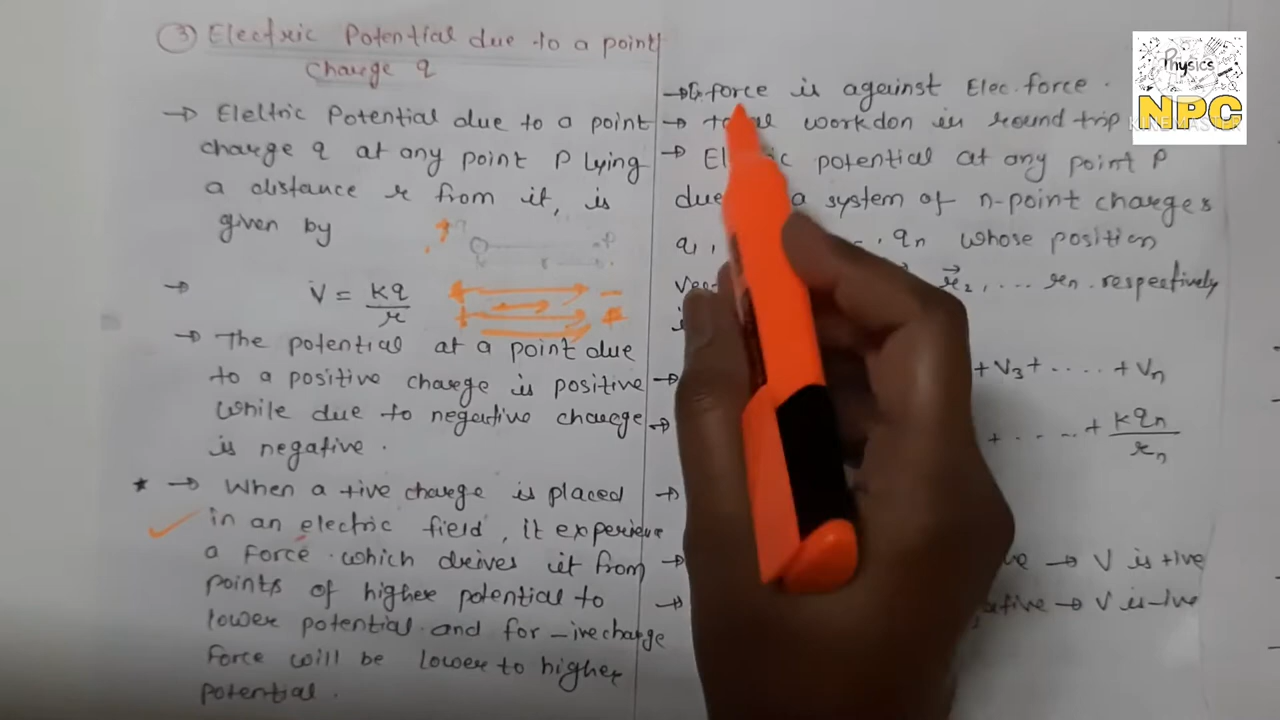 ③ Electric Potential due to a point
charge q
→ Eleltric Potential due to a point
charge q at any point P lying
a distance r from it, is
given by
→ V = Kq/r
→ The potential at a point due
to a positive charge is positive
while due to negative charge
is negative.
* → When a +ive charge is placed
in an electric field, it experience
a force which drives it from
points of higher potential to
lower potential and for -ive charge
force will be lower to higher
potential.
→ force is against Elec. force.
→ workdon in round trip
→ potential at any point P
due a system of n-point charges
q₁, qn whose position
r₂, .... rn. respectively
→ + V₃ + ..... + Vn
→ + ..... + Kqn/rn
→
→ → V is +ive
→ → V is -ive
Physics
NPC